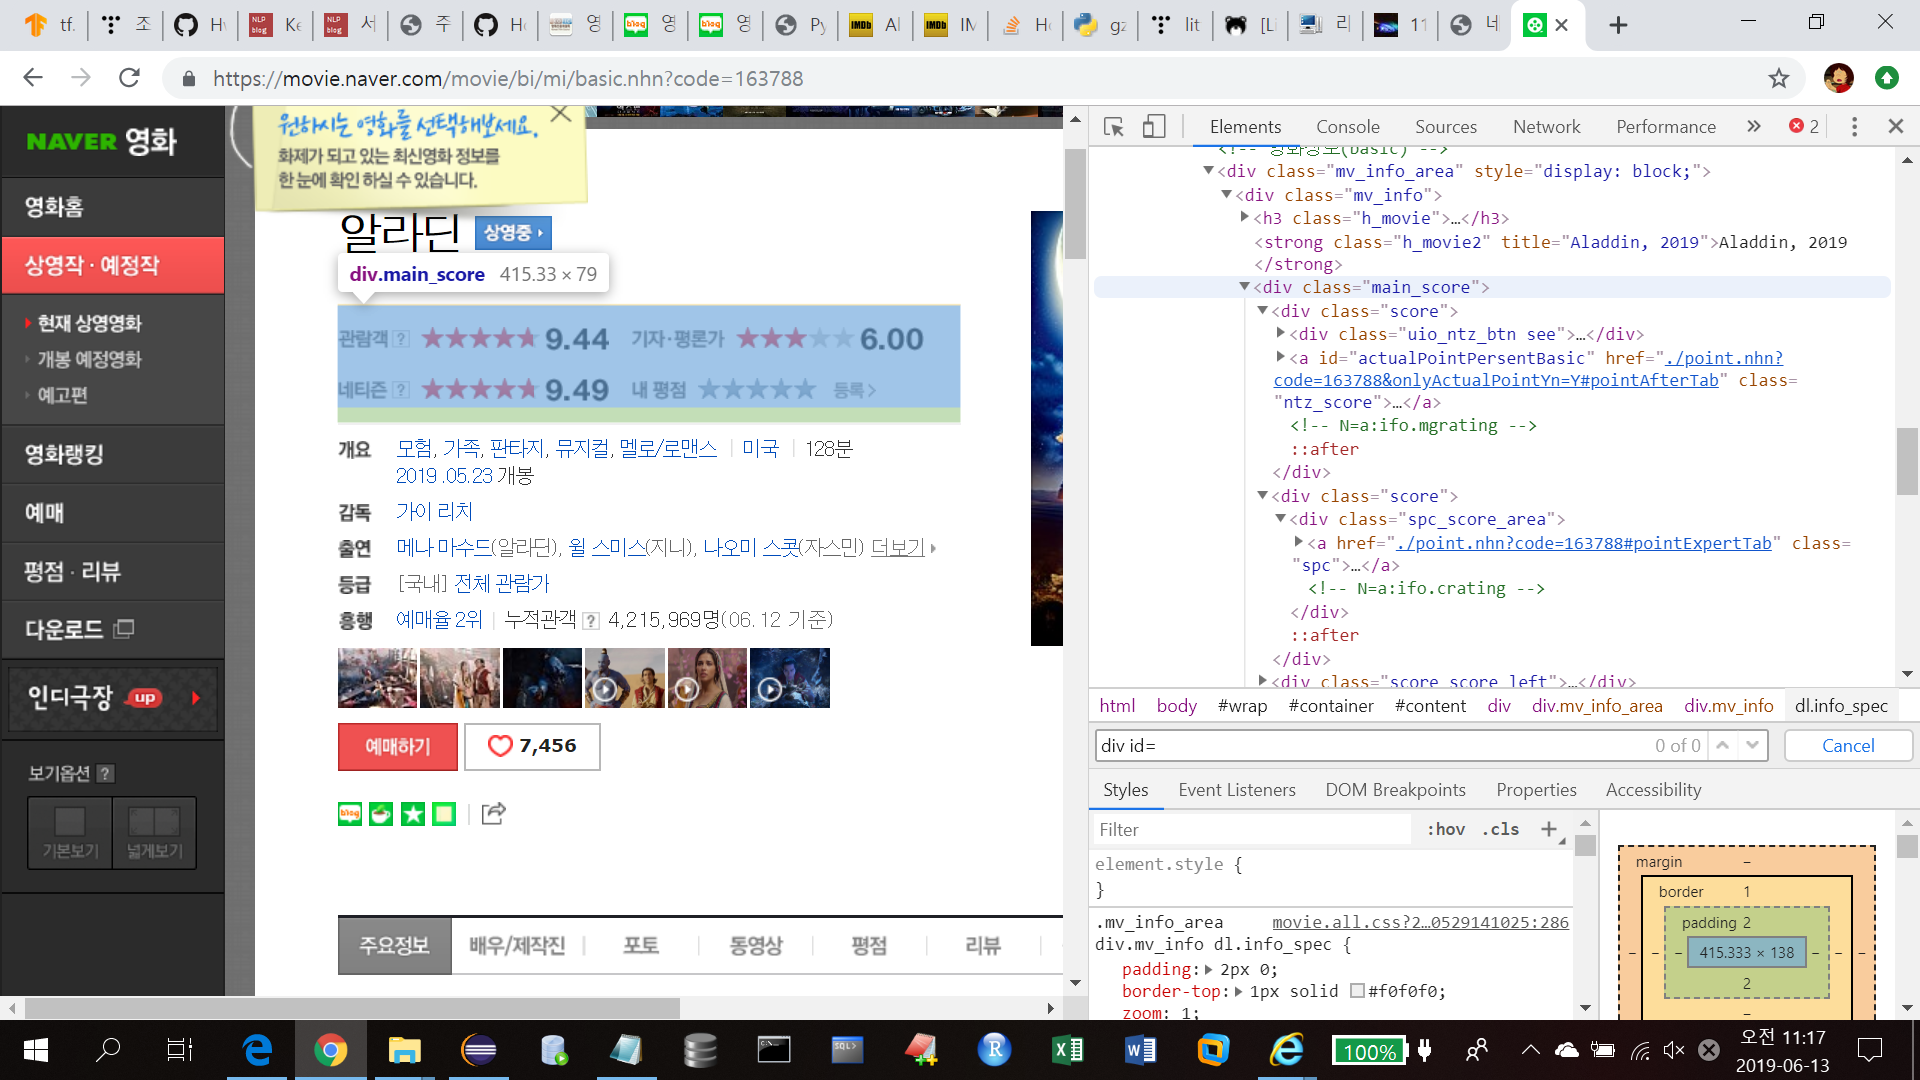 tf.
조
Hv
Ke
서
주
Ho
영
영
영
Py
Al
IM
Ho
gz
lit
[Li
리
11
네
https://movie.naver.com/movie/bi/mi/basic.nhn?code=163788
NAVER 영화
영화홈
상영작 · 예정작
현재 상영영화
개봉 예정영화
예고편
영화랭킹
예매
평점 · 리뷰
다운로드
인디극장 up
보기옵션 ?
기본보기 넓게보기
원하시는 영화를 선택해보세요.
화제가 되고 있는 최신영화 정보를
한 눈에 확인 하실 수 있습니다.
알라딘 상영중
div.main_score 415.33 × 79
관람객 ? 9.44 기자·평론가 6.00
네티즌 ? 9.49 내 평점 등록
개요 모험, 가족, 판타지, 뮤지컬, 멜로/로맨스 미국 128분
2019 .05.23 개봉
감독 가이 리치
출연 메나 마수드(알라딘), 윌 스미스(지니), 나오미 스콧(자스민) 더보기
등급 [국내] 전체 관람가
흥행 예매율 2위 누적관객 ? 4,215,969명(06. 12 기준)
예매하기 7,456
blog
주요정보 배우/제작진 포토 동영상 평점 리뷰
Elements Console Sources Network Performance » 2
<!-- 영화정보(basic) -->
<div class="mv_info_area" style="display: block;">
<div class="mv_info">
<h3 class="h_movie">…</h3>
<strong class="h_movie2" title="Aladdin, 2019">Aladdin, 2019
</strong>
<div class="main_score">
<div class="score">
<div class="uio_ntz_btn see">…</div>
<a id="actualPointPersentBasic" href="./point.nhn?
code=163788&onlyActualPointYn=Y#pointAfterTab" class=
"ntz_score">…</a>
<!-- N=a:ifo.mgrating -->
::after
</div>
<div class="score">
<div class="spc_score_area">
<a href="./point.nhn?code=163788#pointExpertTab" class=
"spc">…</a>
<!-- N=a:ifo.crating -->
</div>
::after
</div>
<div class="score score_left">…</div>
html body #wrap #container #content div div.mv_info_area div.mv_info dl.info_spec
div id= 0 of 0 Cancel
Styles Event Listeners DOM Breakpoints Properties Accessibility
Filter :hov .cls +
element.style {
}
.mv_info_area movie.all.css?2…0529141025:286
div.mv_info dl.info_spec {
padding: 2px 0;
border-top: 1px solid #f0f0f0;
zoom: 1;
margin –
border 1
padding 2
– – – 415.333 × 138 – – –
2
–
SQL>
R
100%
오전 11:17
2019-06-13